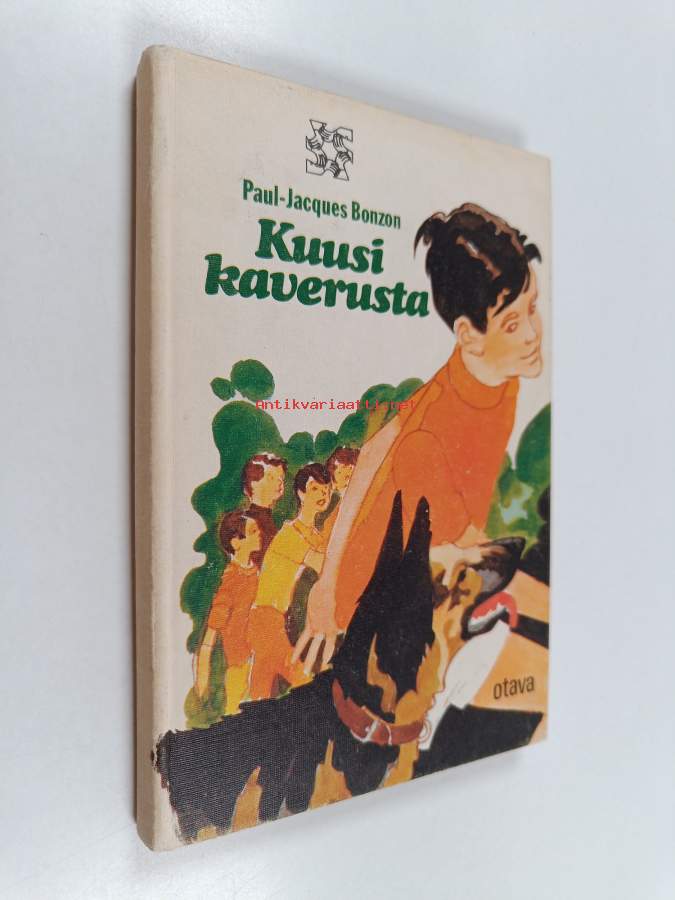 Paul-Jacques Bonzon
Kuusi
kaverusta
Antikvariaatti.net
otava